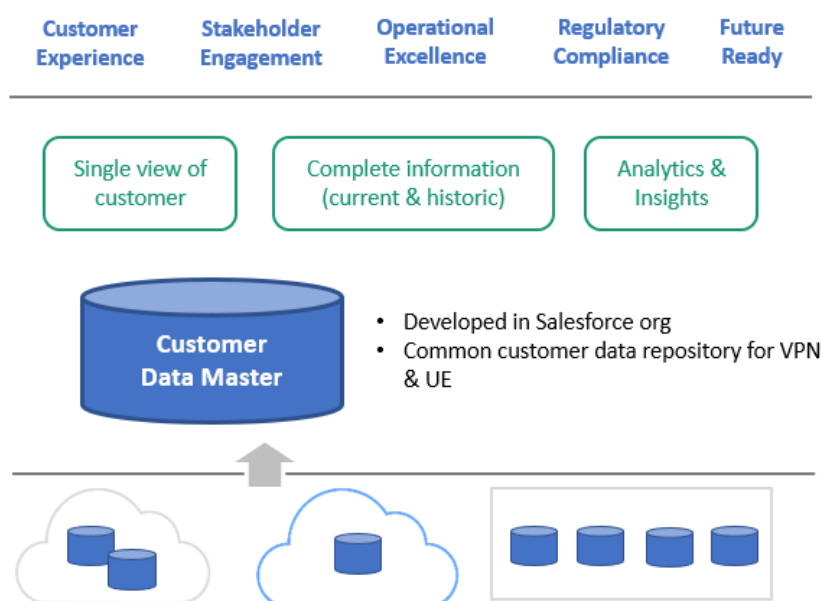 Customer
Experience
Stakeholder
Engagement
Operational
Excellence
Regulatory
Compliance
Future
Ready
Single view of
customer
Complete information
(current & historic)
Analytics &
Insights
Customer
Data Master
• Developed in Salesforce org
• Common customer data repository for VPN
& UE